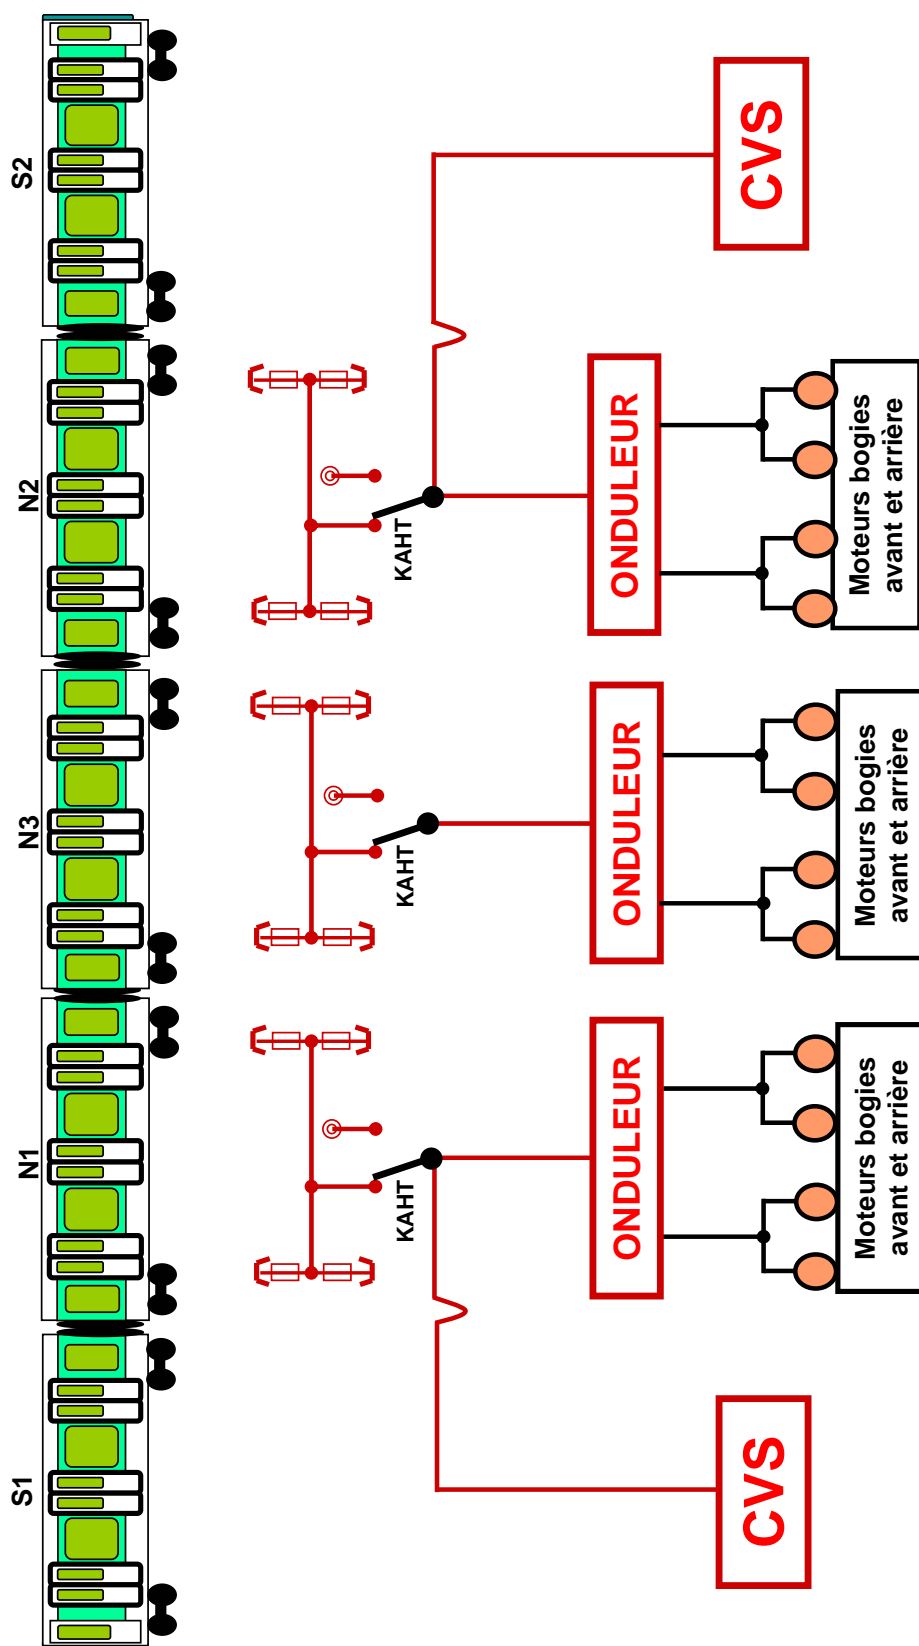 S1
N1
N3
N2
S2
KAHT
KAHT
KAHT
ONDULEUR
ONDULEUR
ONDULEUR
CVS
CVS
Moteurs bogies
avant et arrière
Moteurs bogies
avant et arrière
Moteurs bogies
avant et arrière